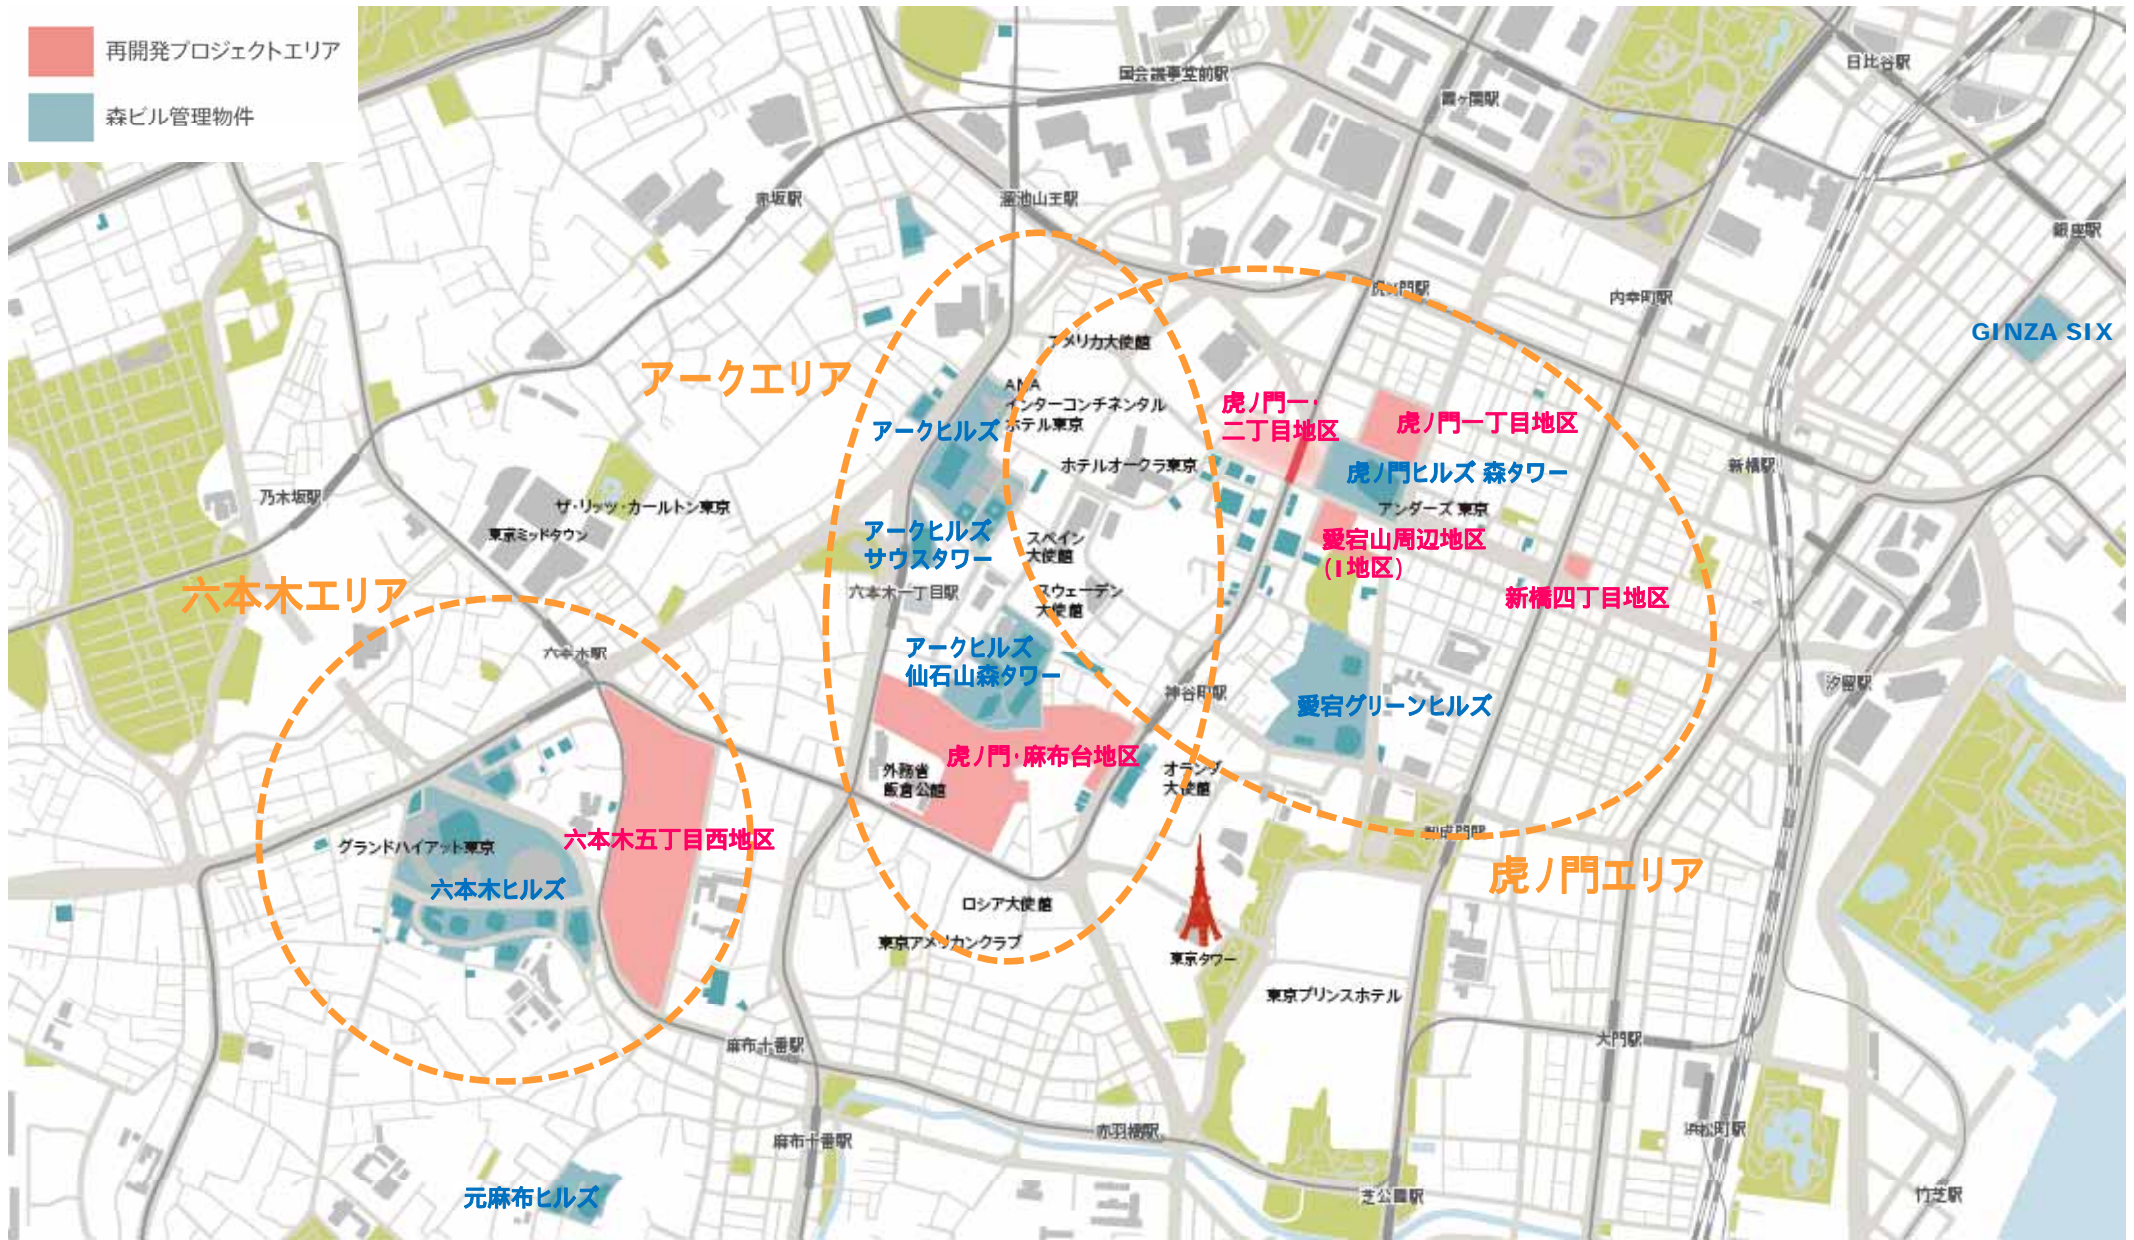 再開発プロジェクトエリア
森ビル管理物件
国会議事堂前駅
日比谷駅
霞ヶ関駅
赤坂駅
溜池山王駅
銀座駅
虎ノ門駅
内幸町駅
GINZA SIX
アメリカ大使館
アークエリア
ANA
インターコンチネンタル
ホテル東京
アークヒルズ
虎ノ門一・
二丁目地区
虎ノ門一丁目地区
ホテルオークラ東京
虎ノ門ヒルズ 森タワー
新橋駅
乃木坂駅
ザ・リッツ・カールトン東京
アンダーズ 東京
東京ミッドタウン
アークヒルズ
サウスタワー
スペイン
大使館
愛宕山周辺地区
(I地区)
六本木エリア
六本木一丁目駅
スウェーデン
大使館
新橋四丁目地区
六本木駅
アークヒルズ
仙石山森タワー
神谷町駅
汐留駅
愛宕グリーンヒルズ
虎ノ門・麻布台地区
外務省
飯倉公館
オランダ
大使館
六本木五丁目西地区
グランドハイアット東京
御成門駅
六本木ヒルズ
虎ノ門エリア
ロシア大使館
東京アメリカンクラブ
東京タワー
東京プリンスホテル
麻布十番駅
大門駅
赤羽橋駅
浜松町駅
麻布十番駅
元麻布ヒルズ
芝公園駅
竹芝駅